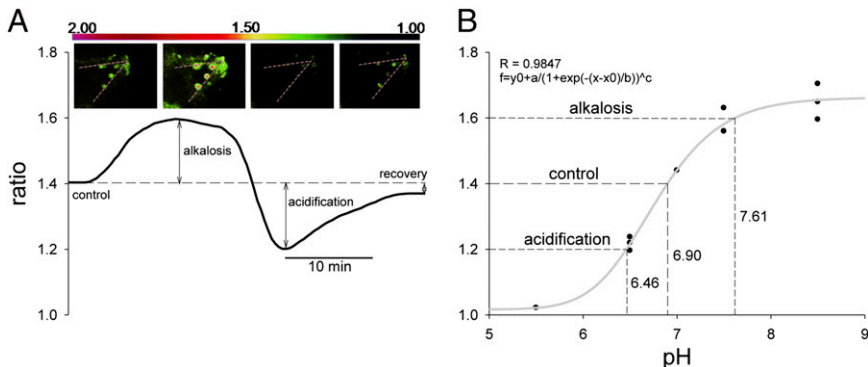 A
2.00 1.50 1.00
1.8
1.6
1.4
1.2
1.0
ratio
control
alkalosis
acidification
recovery
10 min
B
1.8
1.6
1.4
1.2
1.0
R = 0.9847
f=y0+a/(1+exp(-(x-x0)/b))^c
alkalosis
control
acidification
7.61
6.90
6.46
5 6 7 8 9
pH